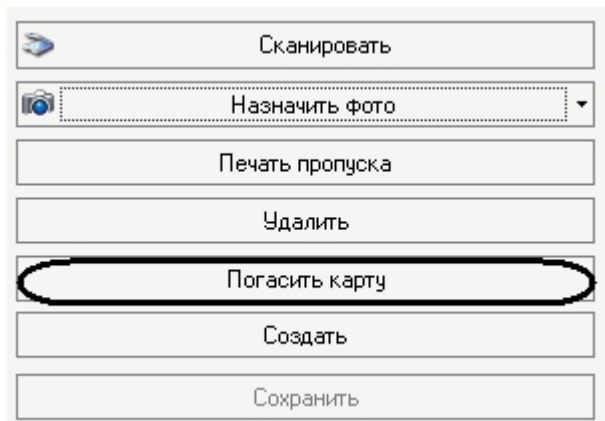 Сканировать
Назначить фото
Печать пропуска
Удалить
Погасить карту
Создать
Сохранить